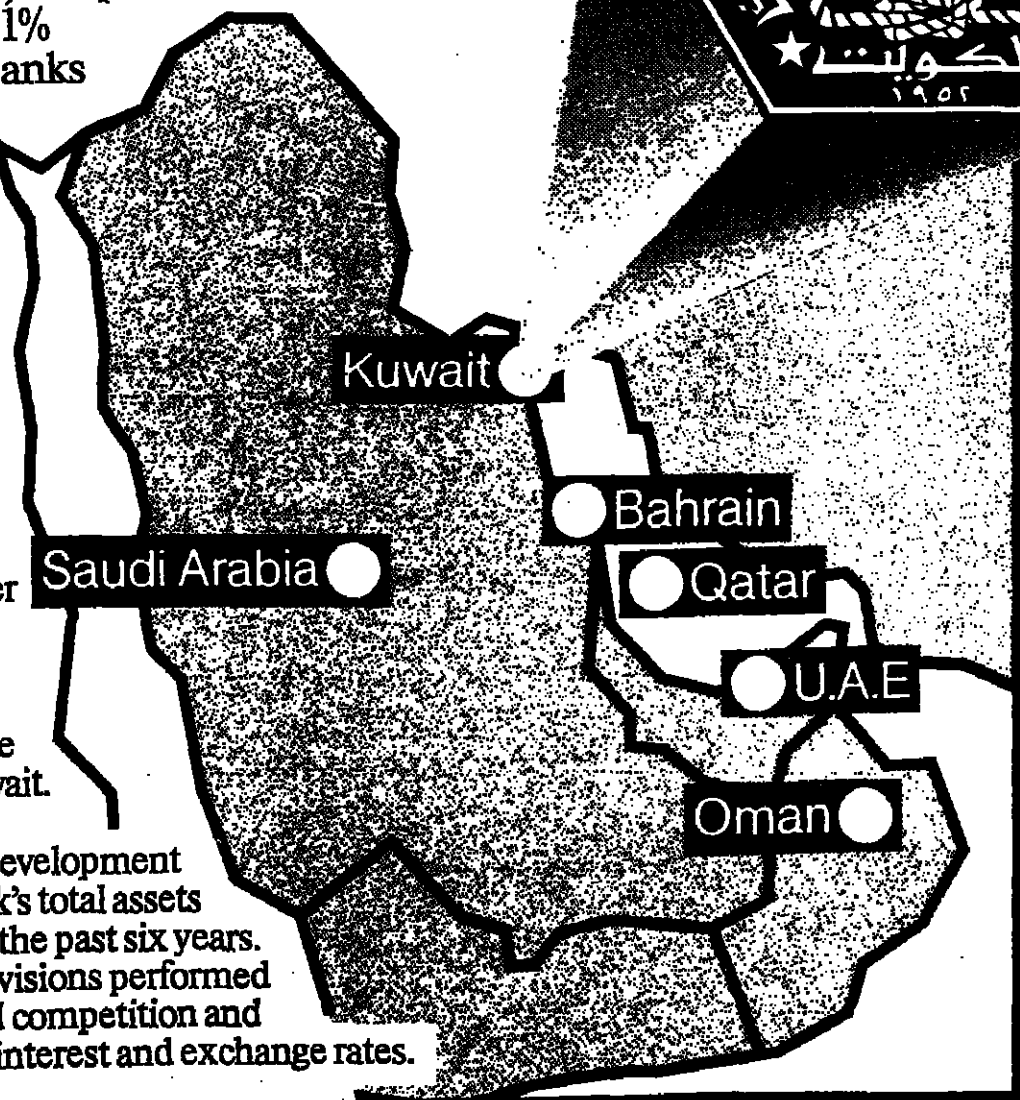 1%
anks
الكويت
١٩٥٢
Kuwait
Bahrain
Saudi Arabia
Qatar
er
U.A.E
e
vait.
Oman
evelopment
k's total assets
the past six years.
visions performed
l competition and
interest and exchange rates.